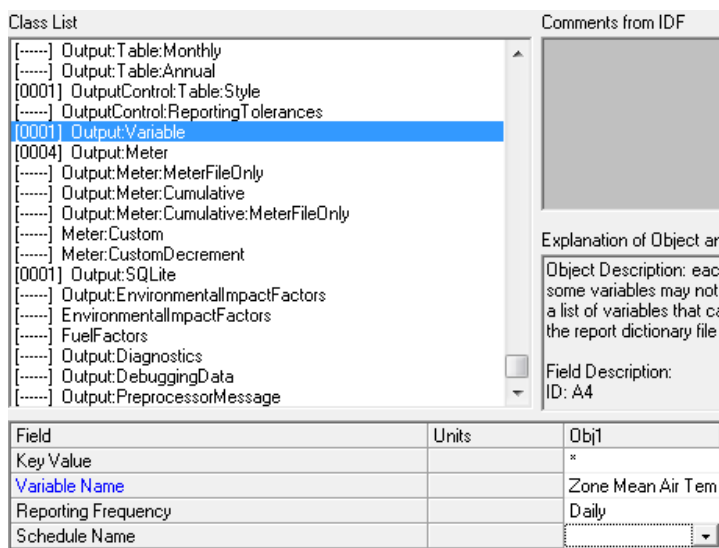 Class List
Comments from IDF
[------] Output:Table:Monthly
[------] Output:Table:Annual
[0001] OutputControl:Table:Style
[------] OutputControl:ReportingTolerances
[0001] Output:Variable
[0004] Output:Meter
[------] Output:Meter:MeterFileOnly
[------] Output:Meter:Cumulative
[------] Output:Meter:Cumulative:MeterFileOnly
[------] Meter:Custom
[------] Meter:CustomDecrement
[0001] Output:SQLite
[------] Output:EnvironmentalImpactFactors
[------] EnvironmentalImpactFactors
[------] FuelFactors
[------] Output:Diagnostics
[------] Output:DebuggingData
[------] Output:PreprocessorMessage
Explanation of Object an
Object Description: eac
some variables may not
a list of variables that ca
the report dictionary file
Field Description:
ID: A4
Field Units Obj1
Key Value *
Variable Name Zone Mean Air Tem
Reporting Frequency Daily
Schedule Name